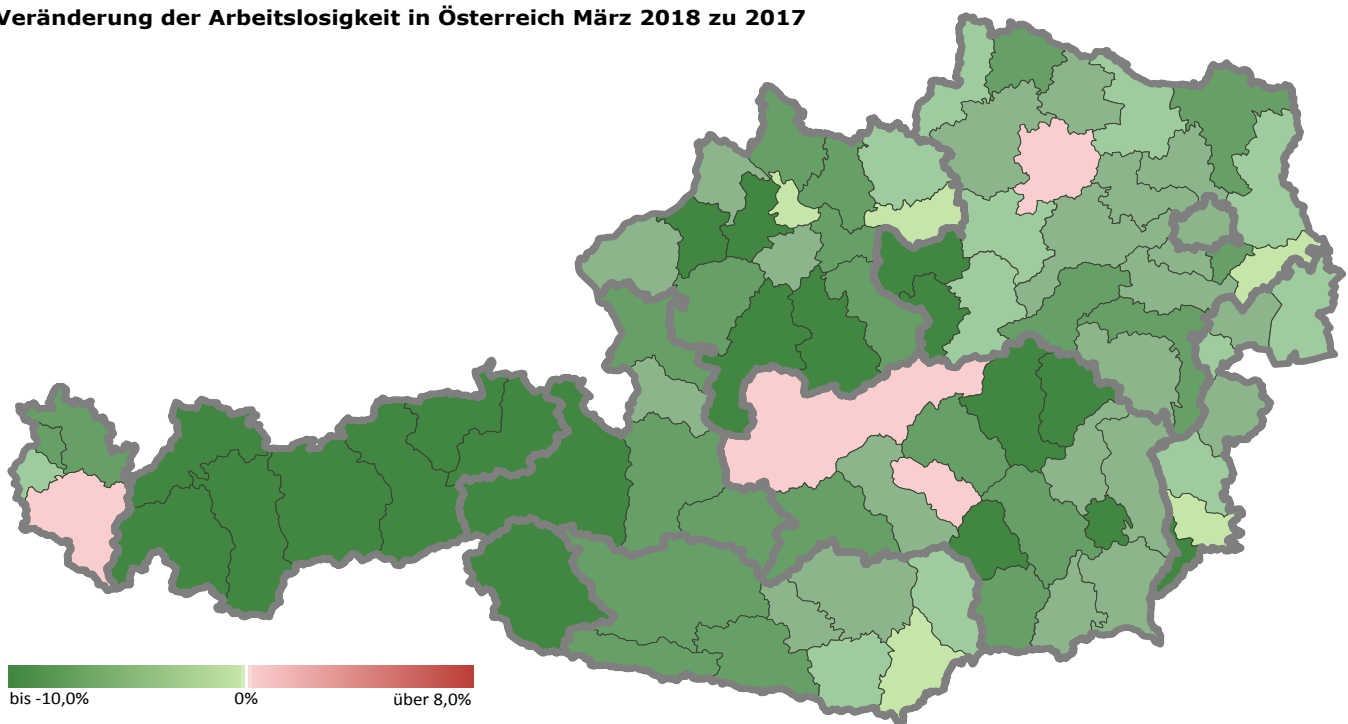 Veränderung der Arbeitslosigkeit in Österreich März 2018 zu 2017
bis -10,0% 0% über 8,0%